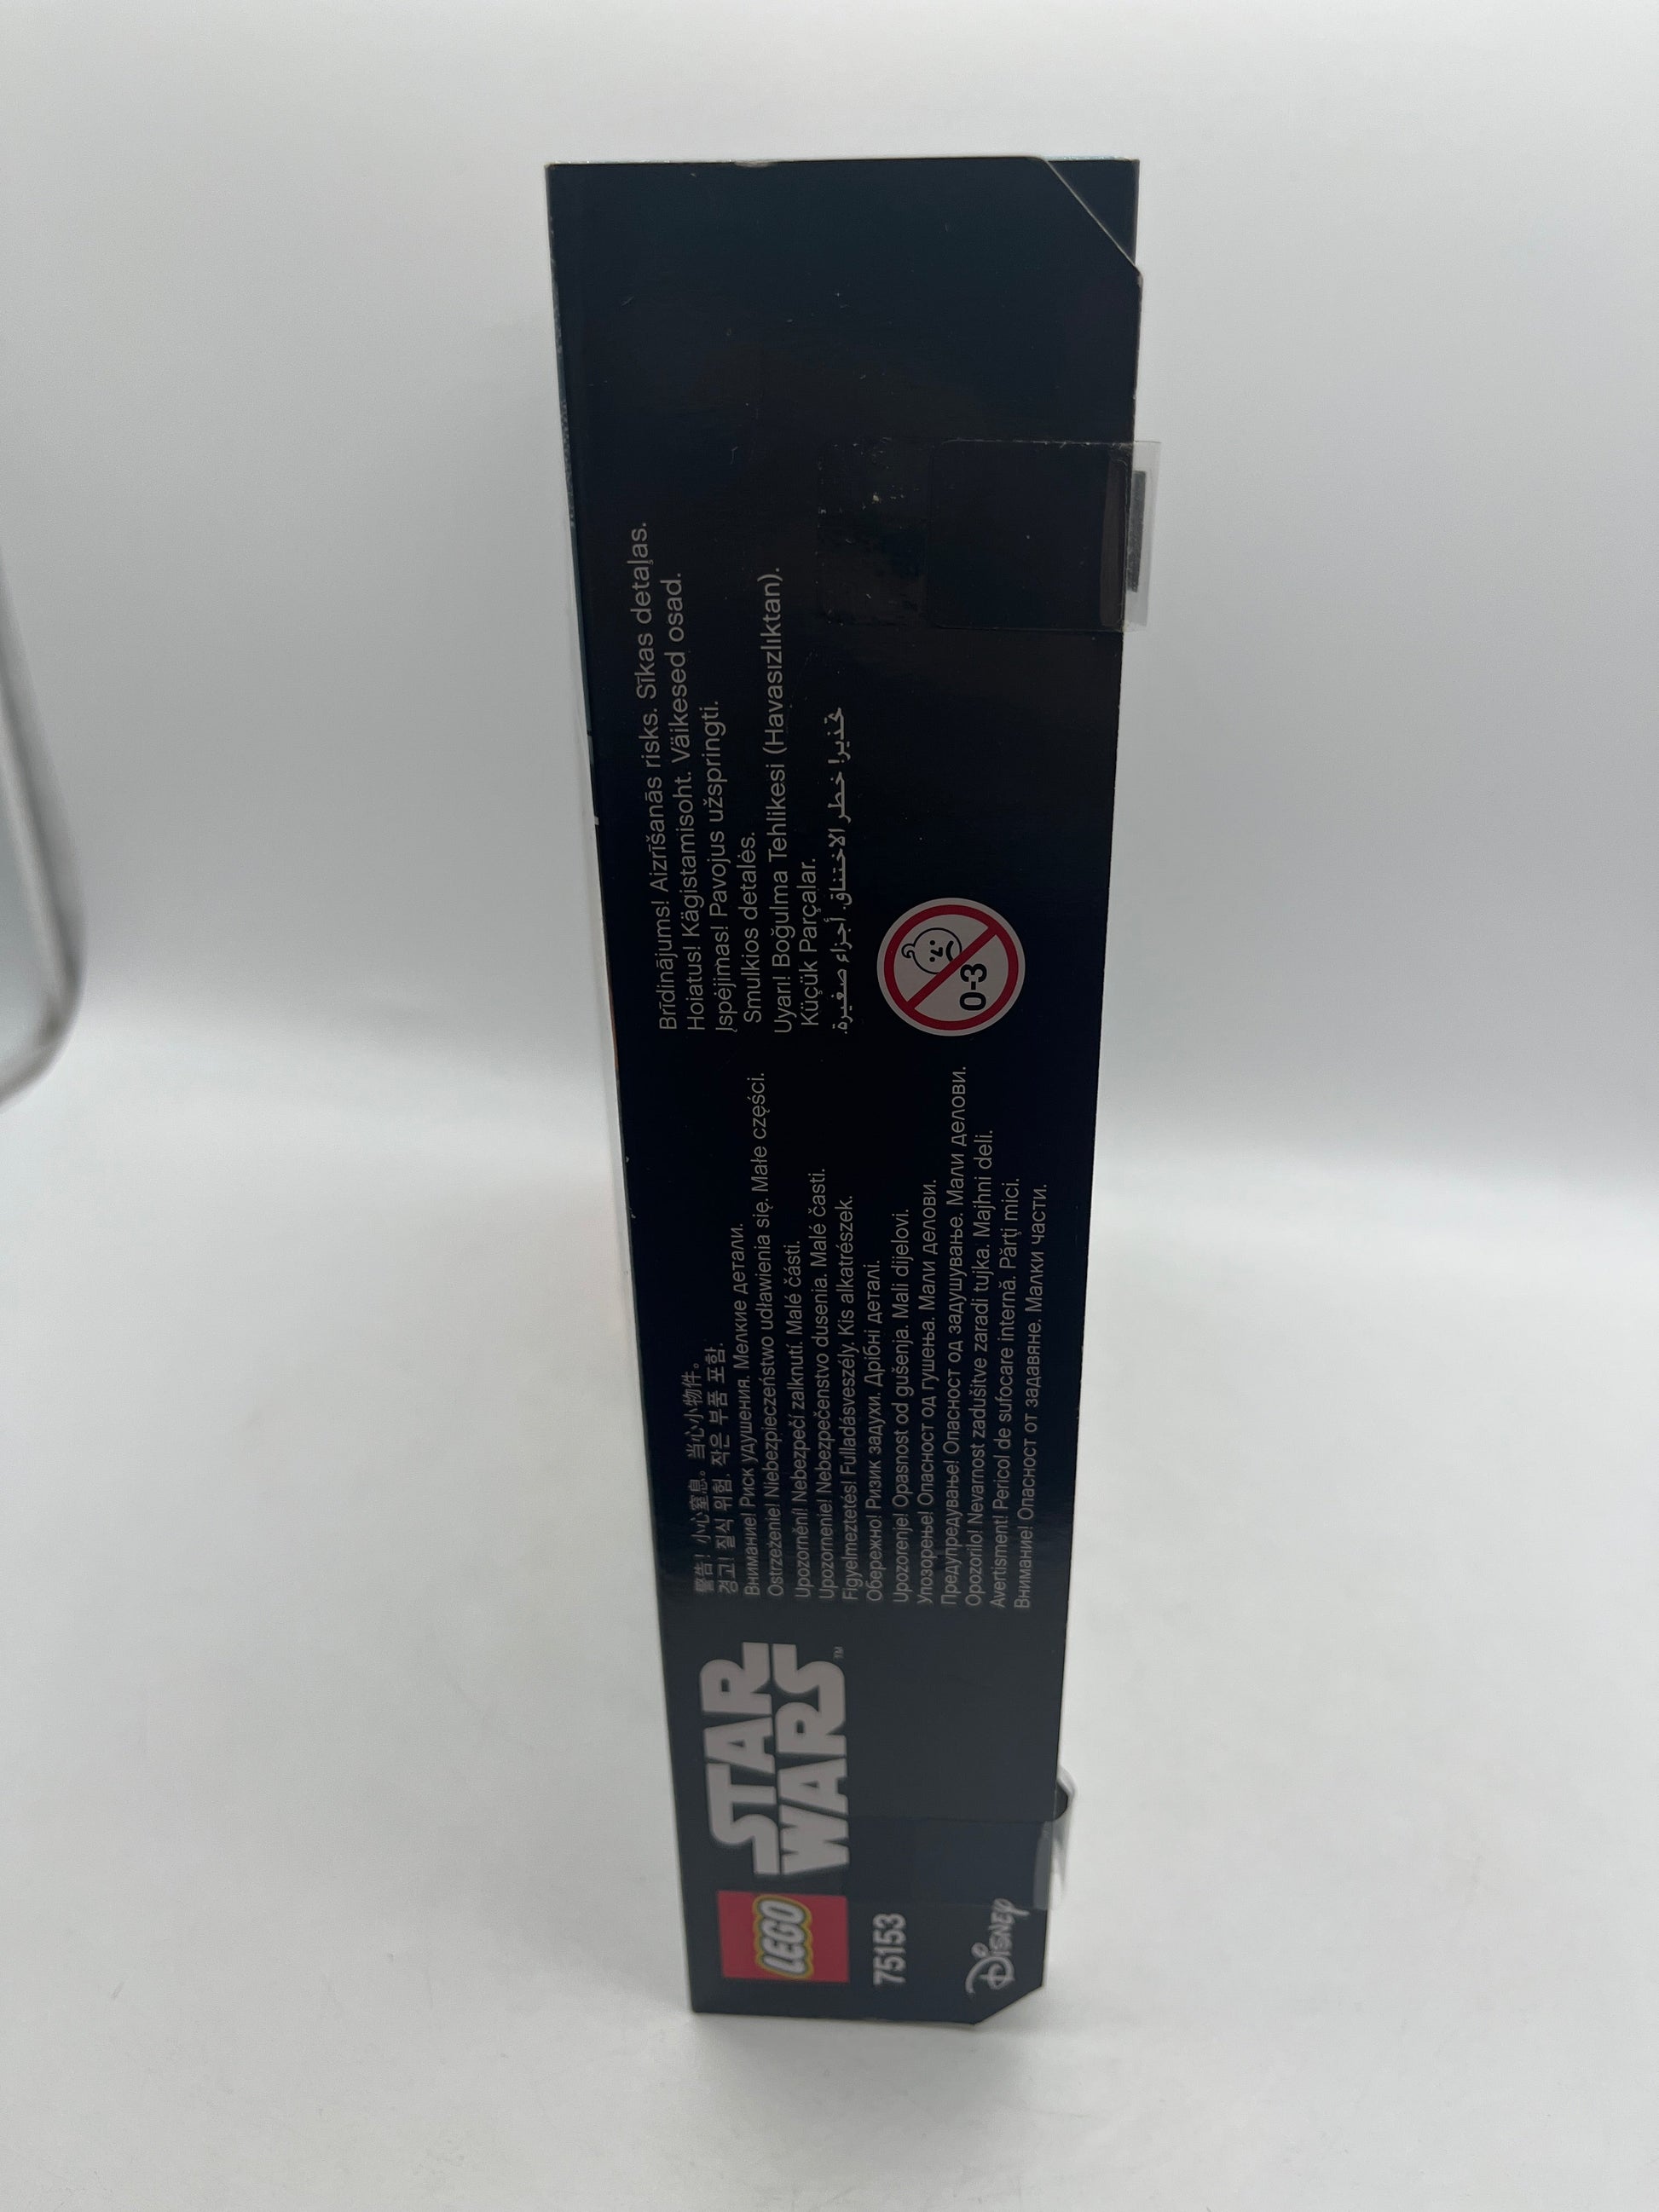 LEGO
STAR
WARS™
75153
Disney
警告！小心窒息。当心小物件。
경고! 질식 위험. 작은 부품 포함.
Внимание! Риск удушения. Мелкие детали.
Ostrzeżenie! Niebezpieczeństwo udławienia się. Małe części.
Upozornění! Nebezpečí zalknutí. Malé části.
Upozornenie! Nebezpečenstvo dusenia. Malé časti.
Figyelmeztetés! Fulladásveszély. Kis alkatrészek.
Обережно! Ризик задухи. Дрібні деталі.
Upozorenje! Opasnost od gušenja. Mali dijelovi.
Упозорење! Опасност од гушења. Мали делови.
Предупредување! Опасност од задушување. Мали делови.
Opozorilo! Nevarnost zadušitve zaradi tujka. Majhni deli.
Avertisment! Pericol de sufocare internă. Părți mici.
Внимание! Опасност от задавяне. Малки части.
Brīdinājums! Aizrīšanās risks. Sīkas detaļas.
Hoiatus! Kägistamisoht. Väikesed osad.
Įspėjimas! Pavojus užspringti.
Smulkios detalės.
Uyarı! Boğulma Tehlikesi (Havasızlıktan).
Küçük Parçalar.
تحذير! خطر الاختناق. أجزاء صغيرة.
0-3